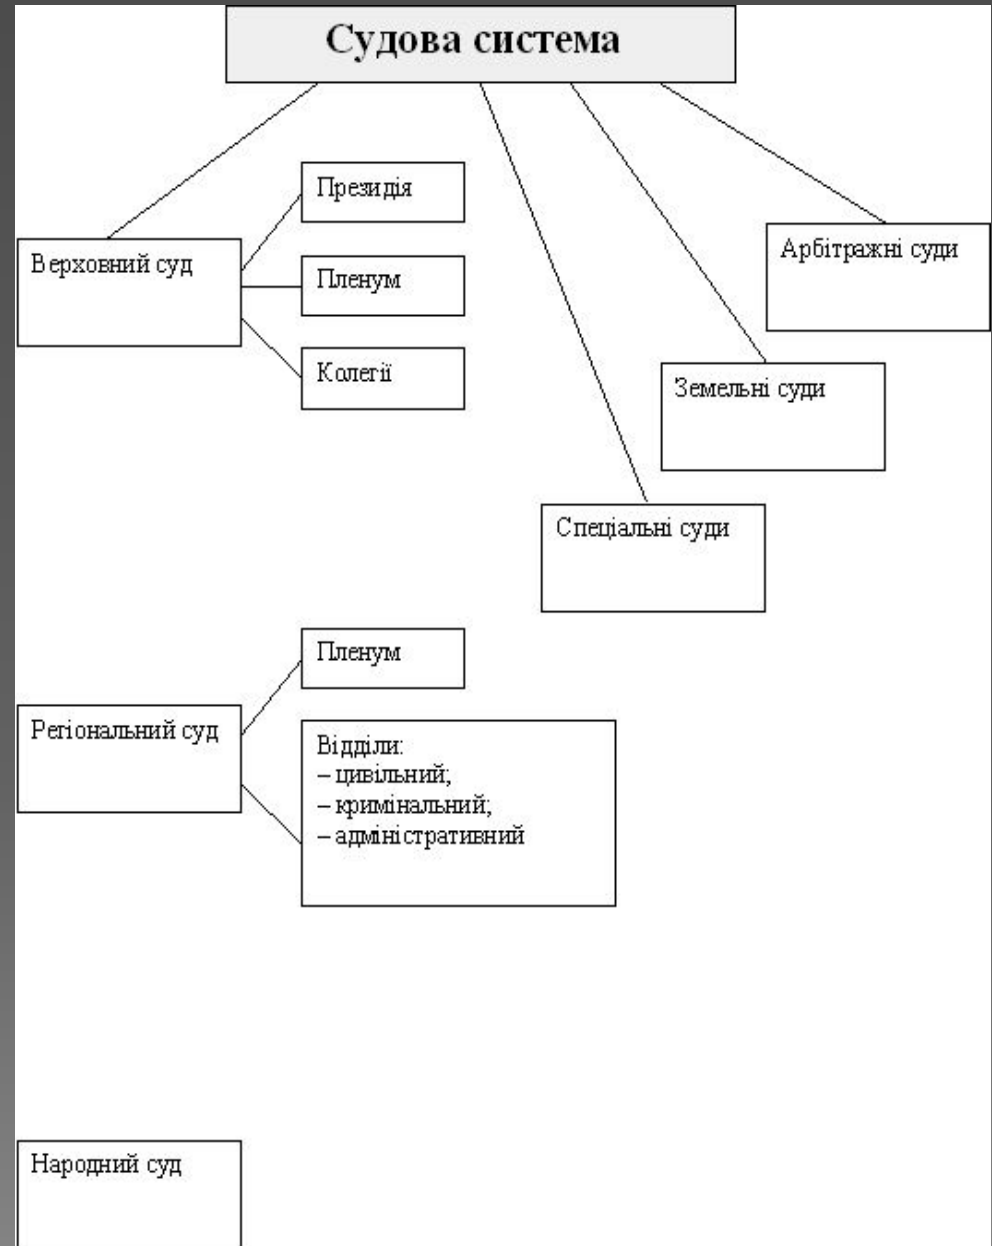 Судова система
Президія
Верховний суд
Пленум
Колегії
Арбітражні суди
Земельні суди
Спеціальні суди
Пленум
Регіональний суд
Відділи:
– цивільний;
– кримінальний;
– адміністративний
Народний суд